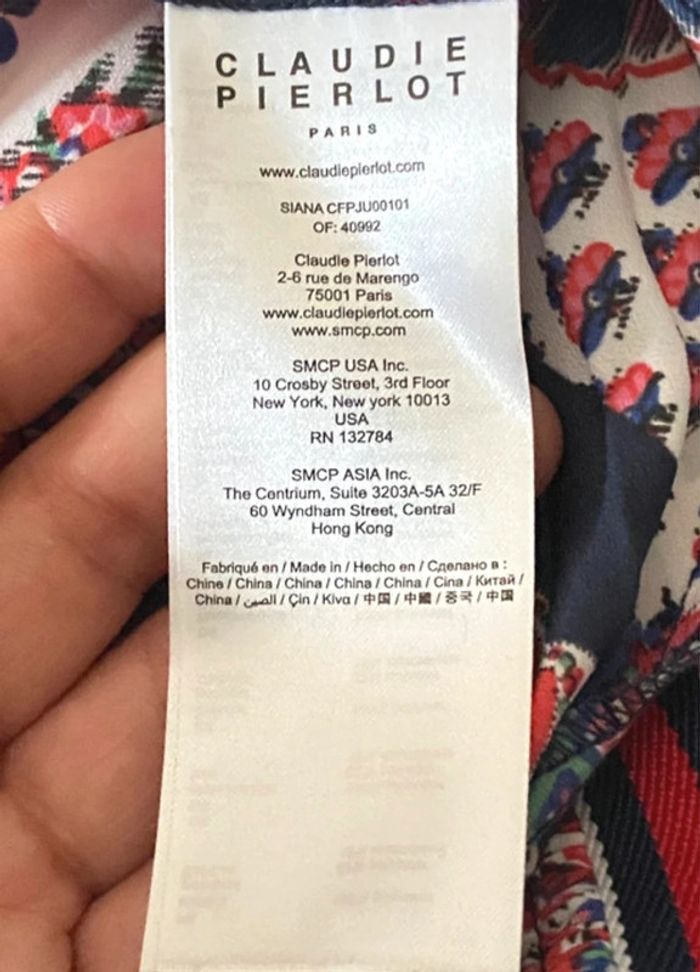 CLAUDIE
PIERLOT
PARIS
www.claudiepierlot.com
SIANA CFPJU00101
OF: 40992
Claudie Pierlot
2-6 rue de Marengo
75001 Paris
www.claudiepierlot.com
www.smcp.com
SMCP USA Inc.
10 Crosby Street, 3rd Floor
New York, New york 10013
USA
RN 132784
SMCP ASIA Inc.
The Centrium, Suite 3203A-5A 32/F
60 Wyndham Street, Central
Hong Kong
Fabriqué en / Made in / Hecho en / Сделано в :
Chine / China / China / China / China / Cina / Китай /
China / الصين / Çin / Kiva / 中国 / 中國 / 중국 / 中国